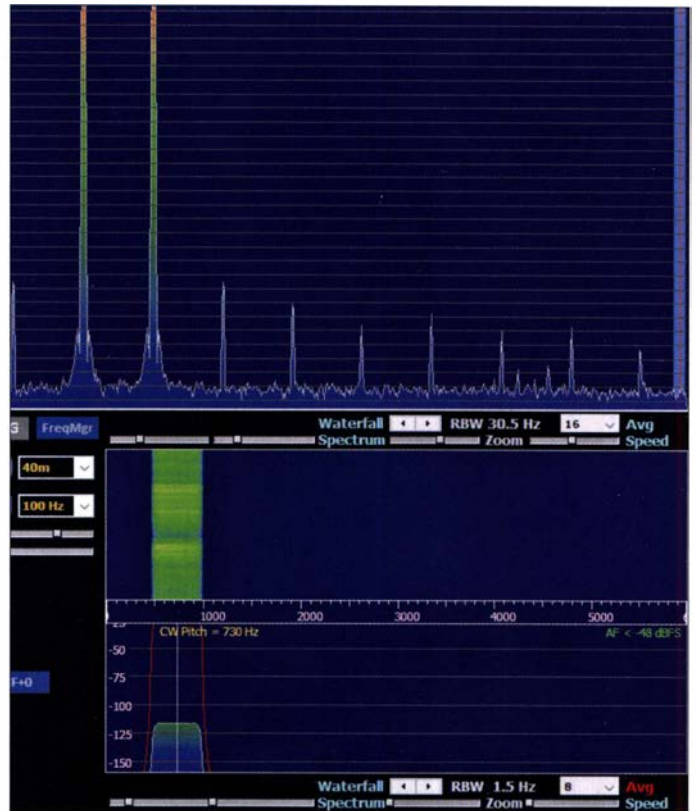 Waterfall RBW 30.5 Hz 16 Avg
G FreqMgr
Spectrum Zoom Speed
40m
100 Hz
1000 2000 3000 4000 5000
-25
CW Pitch = 730 Hz AF < -48 dBFS
-50
-75
F+0
-100
-125
-150
Waterfall RBW 1.5 Hz 8 Avg
Spectrum Zoom Speed